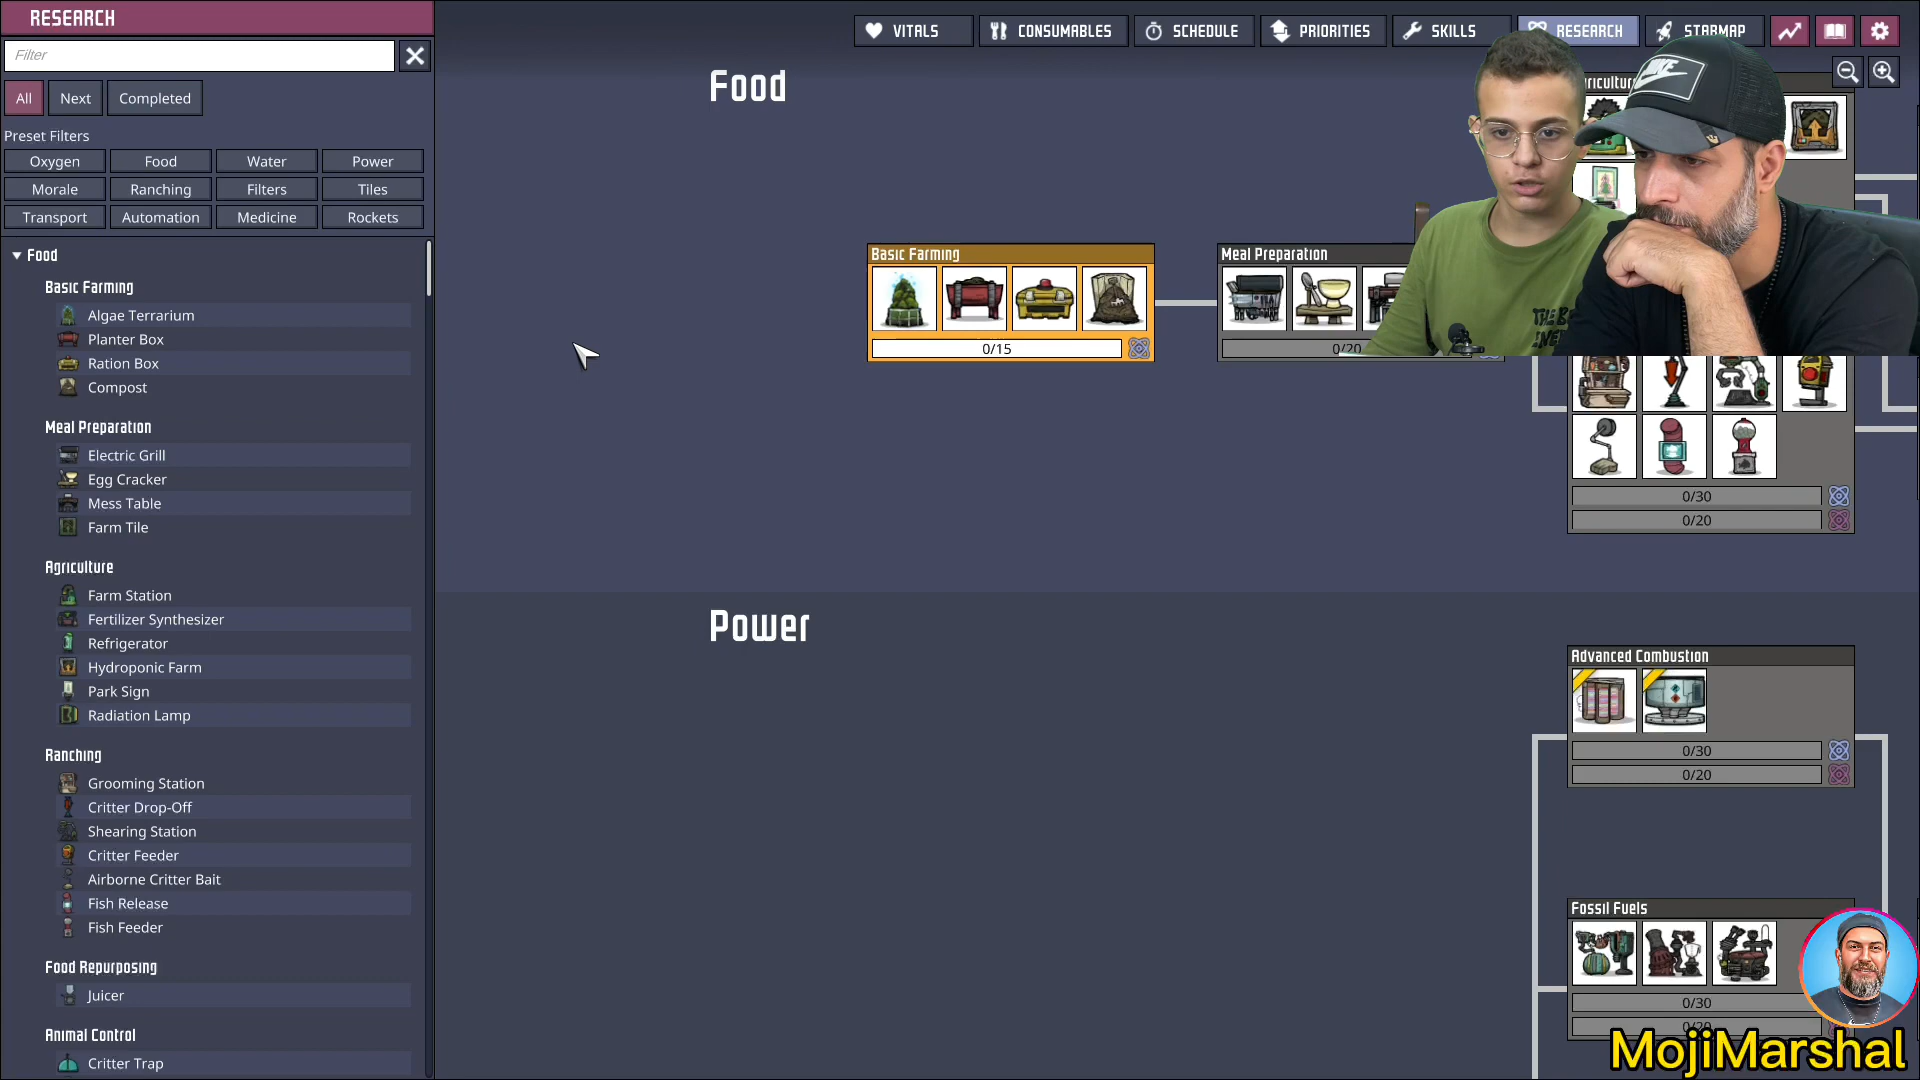 RESEARCH
Filter
All
Next
Completed
Preset Filters
Oxygen
Food
Water
Power
Morale
Ranching
Filters
Tiles
Transport
Automation
Medicine
Rockets
Food
Basic Farming
Algae Terrarium
Planter Box
Ration Box
Compost
Meal Preparation
Electric Grill
Egg Cracker
Mess Table
Farm Tile
Agriculture
Farm Station
Fertilizer Synthesizer
Refrigerator
Hydroponic Farm
Park Sign
Radiation Lamp
Ranching
Grooming Station
Critter Drop-Off
Shearing Station
Critter Feeder
Airborne Critter Bait
Fish Release
Fish Feeder
Food Repurposing
Juicer
Animal Control
Critter Trap
VITALS
CONSUMABLES
SCHEDULE
PRIORITIES
SKILLS
RESEARCH
STARMAP
Food
Basic Farming
0/15
Meal Preparation
0/20
0/30
0/20
Power
Advanced Combustion
0/30
0/20
Fossil Fuels
0/30
0/20
MojiMarshal